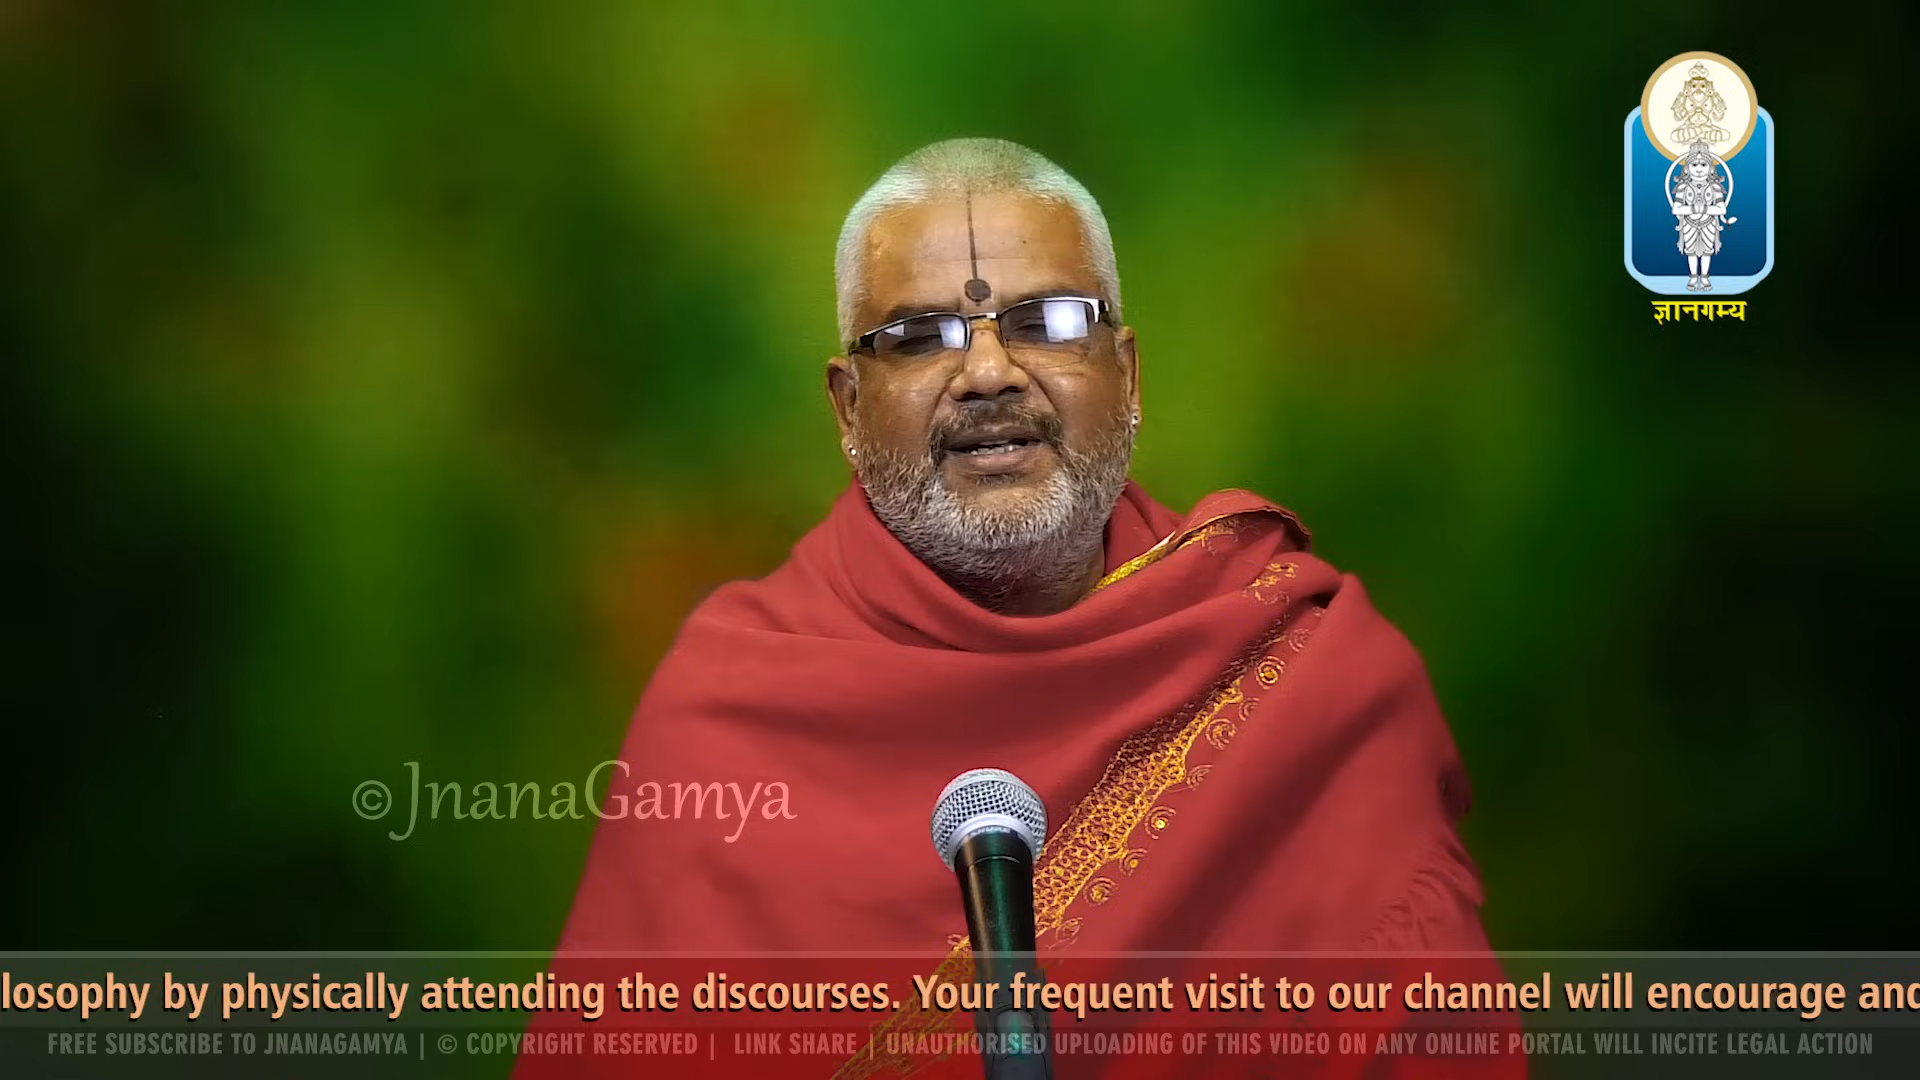 ज्ञानगम्य
©JnanaGamya
losophy by physically attending the discourses. Your frequent visit to our channel will encourage and
FREE SUBSCRIBE TO JNANAGAMYA | © COPYRIGHT RESERVED | LINK SHARE | UNAUTHORISED UPLOADING OF THIS VIDEO ON ANY ONLINE PORTAL WILL INCITE LEGAL ACTION